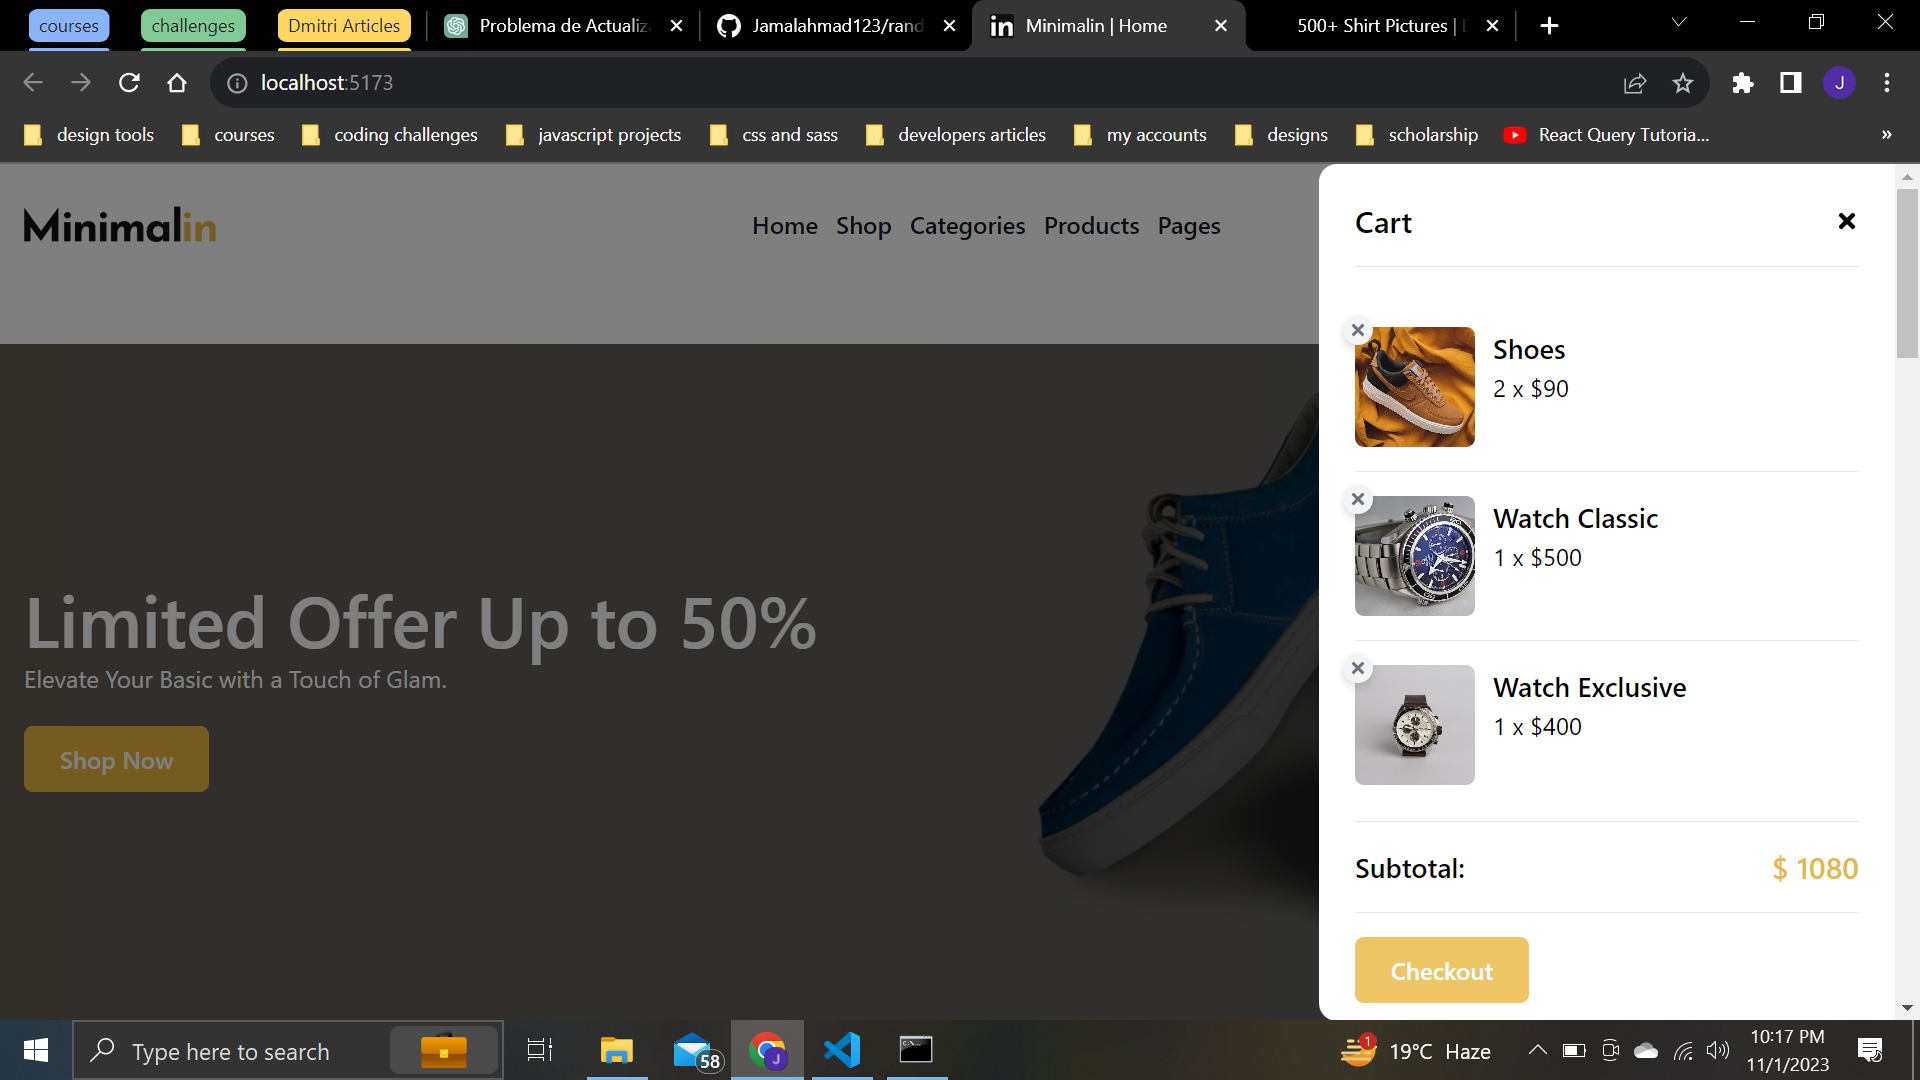 courses
challenges
Dmitri Articles
Problema de Actualiza
Jamalahmad123/rand
Minimalin | Home
500+ Shirt Pictures |
localhost:5173
J
design tools
courses
coding challenges
javascript projects
css and sass
developers articles
my accounts
designs
scholarship
React Query Tutoria...
»
Minimalin
Home Shop Categories Products Pages
Limited Offer Up to 50%
Elevate Your Basic with a Touch of Glam.
Shop Now
Cart
Shoes
2 x $90
Watch Classic
1 x $500
Watch Exclusive
1 x $400
Subtotal: $ 1080
Checkout
Type here to search
58
J
1
19°C Haze
10:17 PM
11/1/2023